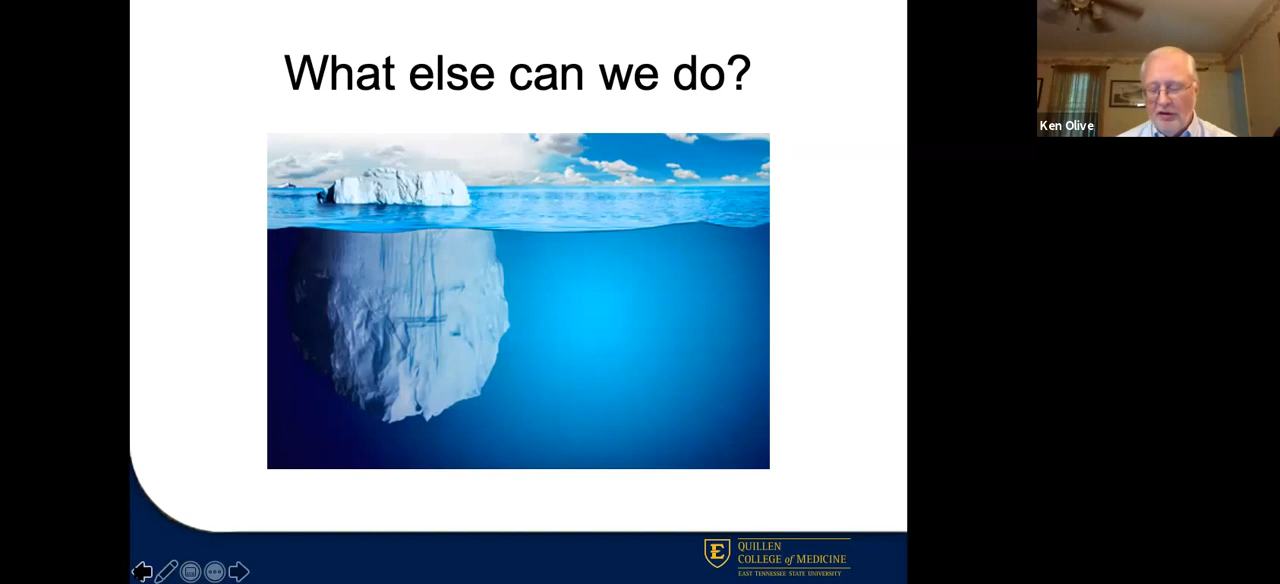 What else can we do?
Ken Olive
QUILLEN
COLLEGE of MEDICINE
EAST TENNESSEE STATE UNIVERSITY